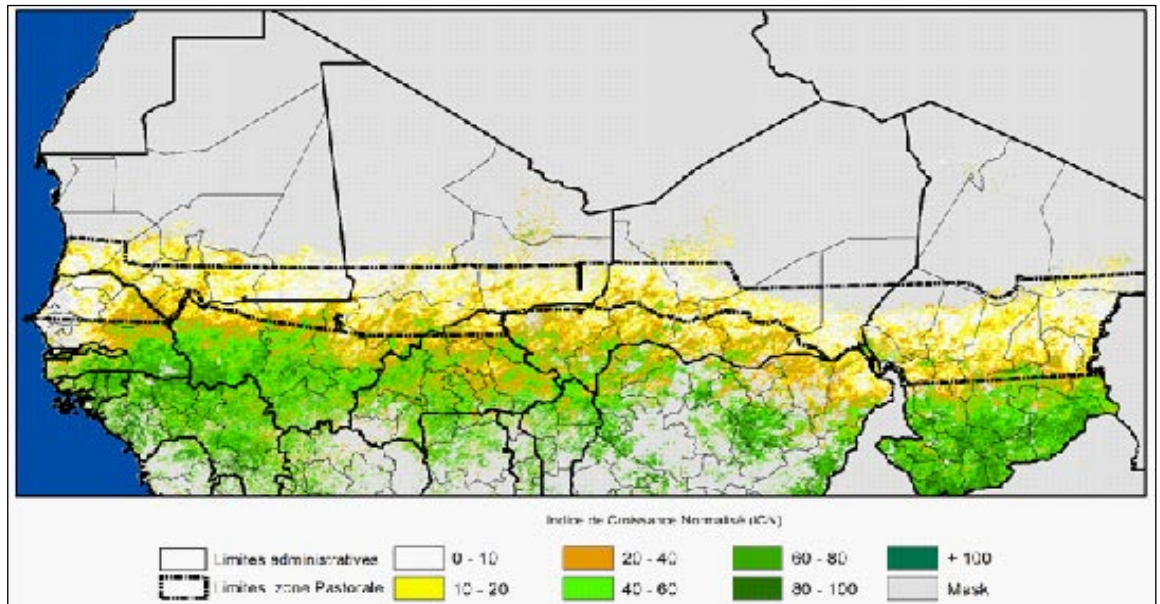 Indice de Croissance Normalisé (ICN)
Limites administratives 0 - 10 20 - 40 60 - 80 + 100
Limites zone Pastorale 10 - 20 40 - 60 80 - 100 Mask